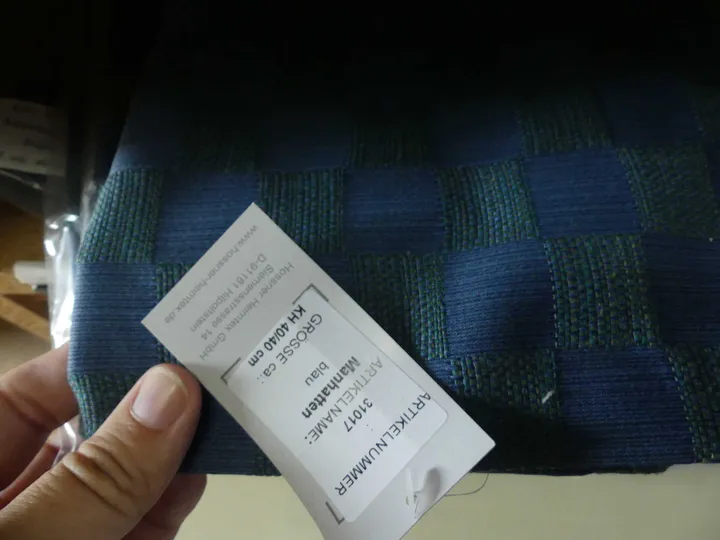 ARTIKELNUMMER
: 31017
ARTIKELNAME:
Manhatten
blau
GRÖSSE ca.:
KH 40/40 cm
Hossner Heimtex GmbH
Siemensstrasse 14
D-91161 Hilpoltstein
www.hossner-heimtex.de